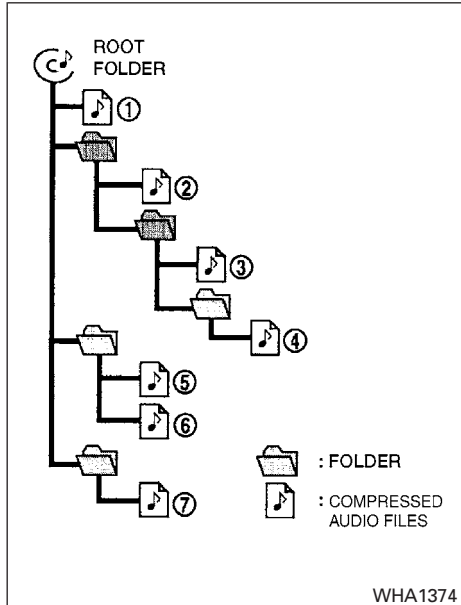 ROOT
FOLDER
①
②
③
④
⑤
⑥
⑦
: FOLDER
: COMPRESSED
AUDIO FILES
WHA1374